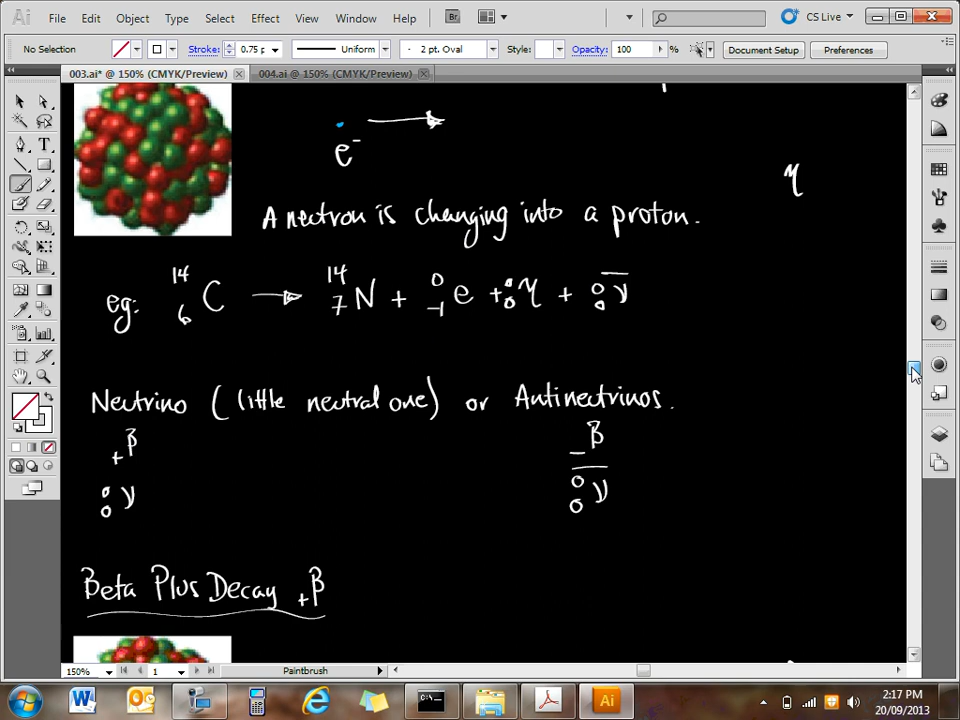 Ai File Edit Object Type Select Effect View Window Help Br CS Live
No Selection Stroke: 0.75 p Uniform 2 pt. Oval Style: Opacity: 100 % Document Setup Preferences
003.ai* @ 150% (CMYK/Preview) 004.ai @ 150% (CMYK/Preview)
e⁻
η
A neutron is changing into a proton.
eg: ¹⁴₆C → ¹⁴₇N + ⁰₋₁e + ⁰₀η + ⁰₀ν̅
Neutrino (little neutral one) or Antineutrinos.
+β −β
⁰₀ν ⁰₀ν̅
Beta Plus Decay +β
150% 1 Paintbrush
2:17 PM
20/09/2013